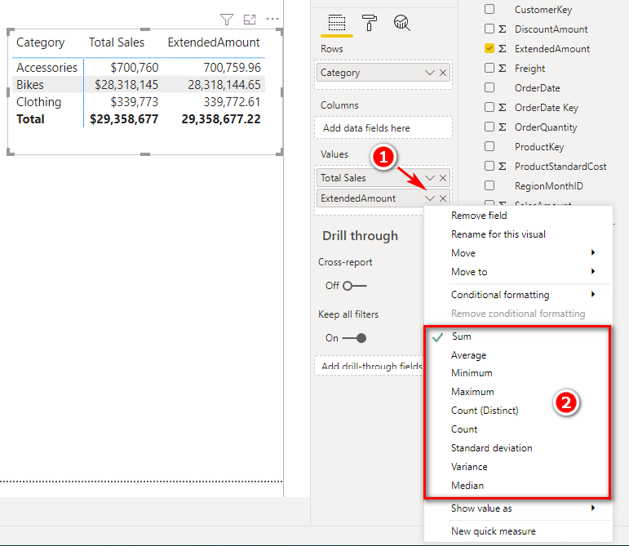 Category Total Sales ExtendedAmount
Accessories $700,760 700,759.96
Bikes $28,318,145 28,318,144.65
Clothing $339,773 339,772.61
Total $29,358,677 29,358,677.22
Rows
Category
Columns
Add data fields here
Values
1
Total Sales
ExtendedAmount
Drill through
Cross-report
Off
Keep all filters
On
Add drill-through fields
CustomerKey
DiscountAmount
ExtendedAmount
Freight
OrderDate
OrderDate Key
OrderQuantity
ProductKey
ProductStandardCost
RegionMonthID
SalesAmount
Remove field
Rename for this visual
Move
Move to
Conditional formatting
Remove conditional formatting
Sum
Average
Minimum
Maximum
Count (Distinct)
2
Count
Standard deviation
Variance
Median
Show value as
New quick measure